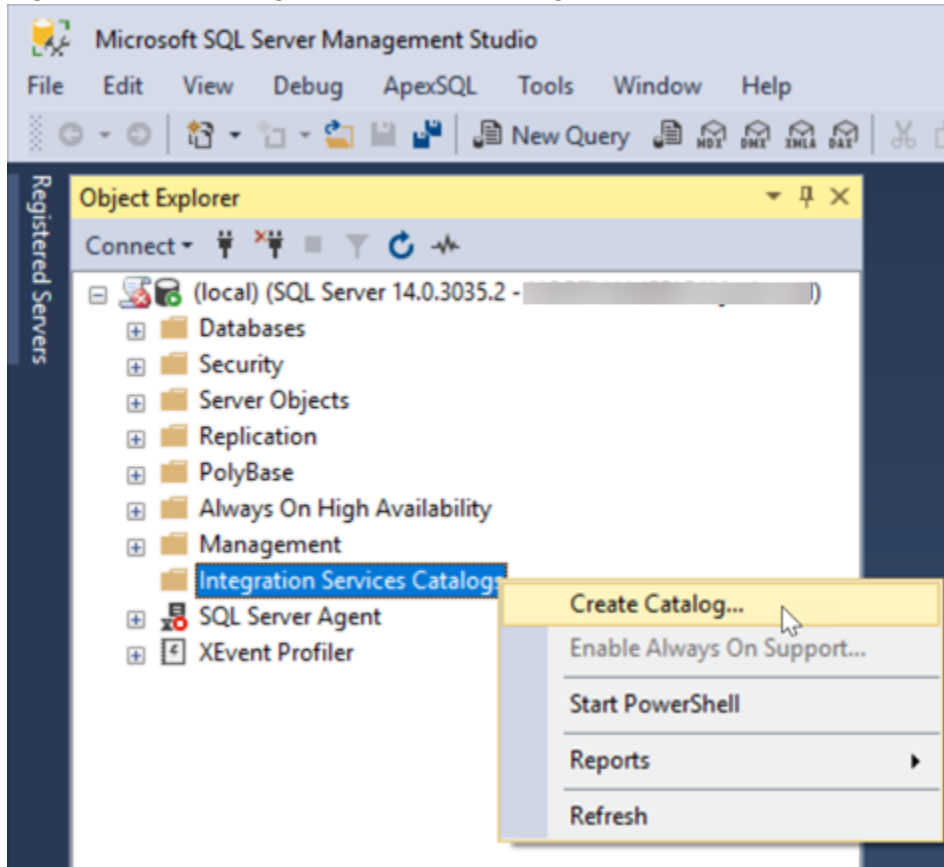 Microsoft SQL Server Management Studio
File Edit View Debug ApexSQL Tools Window Help
New Query MDX DMX XMLA DAX
Registered Servers
Object Explorer
Connect
(local) (SQL Server 14.0.3035.2 - )
Databases
Security
Server Objects
Replication
PolyBase
Always On High Availability
Management
Integration Services Catalogs
SQL Server Agent
XEvent Profiler
Create Catalog...
Enable Always On Support...
Start PowerShell
Reports
Refresh